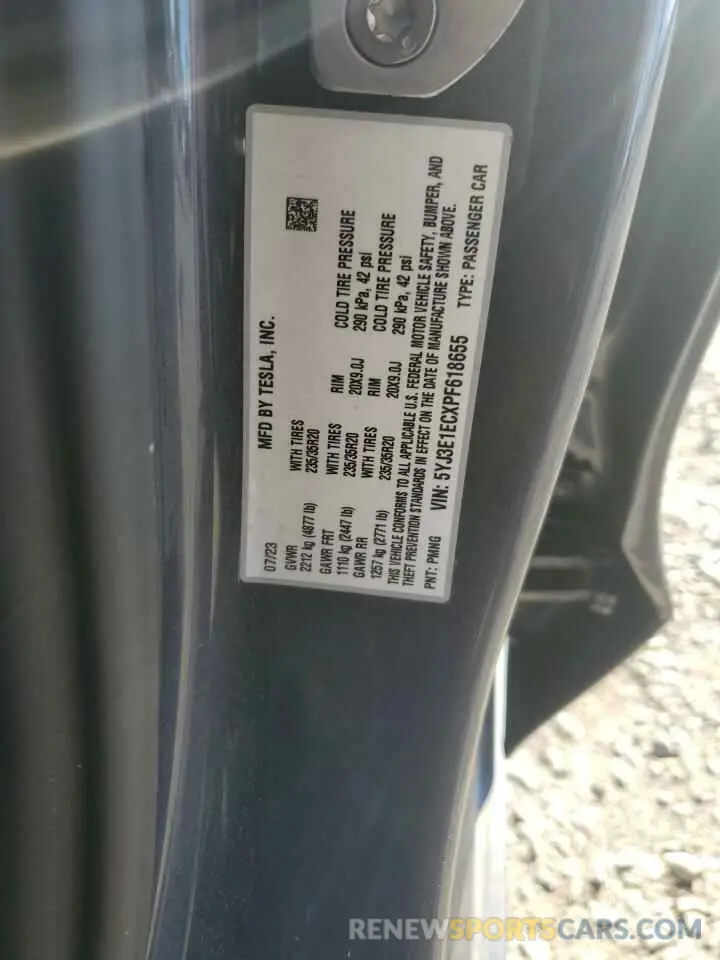 MFD BY TESLA, INC.
07/23
GVWR
2212 kg (4877 lb)
GAWR FRT WITH TIRES RIM COLD TIRE PRESSURE
1110 kg (2447 lb) 235/35R20 20X9.0J 290 kPa, 42 psi
GAWR RR WITH TIRES RIM COLD TIRE PRESSURE
1257 kg (2771 lb) 235/35R20 20X9.0J 290 kPa, 42 psi
THIS VEHICLE CONFORMS TO ALL APPLICABLE U.S. FEDERAL MOTOR VEHICLE SAFETY, BUMPER, AND
THEFT PREVENTION STANDARDS IN EFFECT ON THE DATE OF MANUFACTURE SHOWN ABOVE.
PNT: PMNG VIN: 5YJ3E1ECXPF618655 TYPE: PASSENGER CAR
RENEWSPORTSCARS.COM